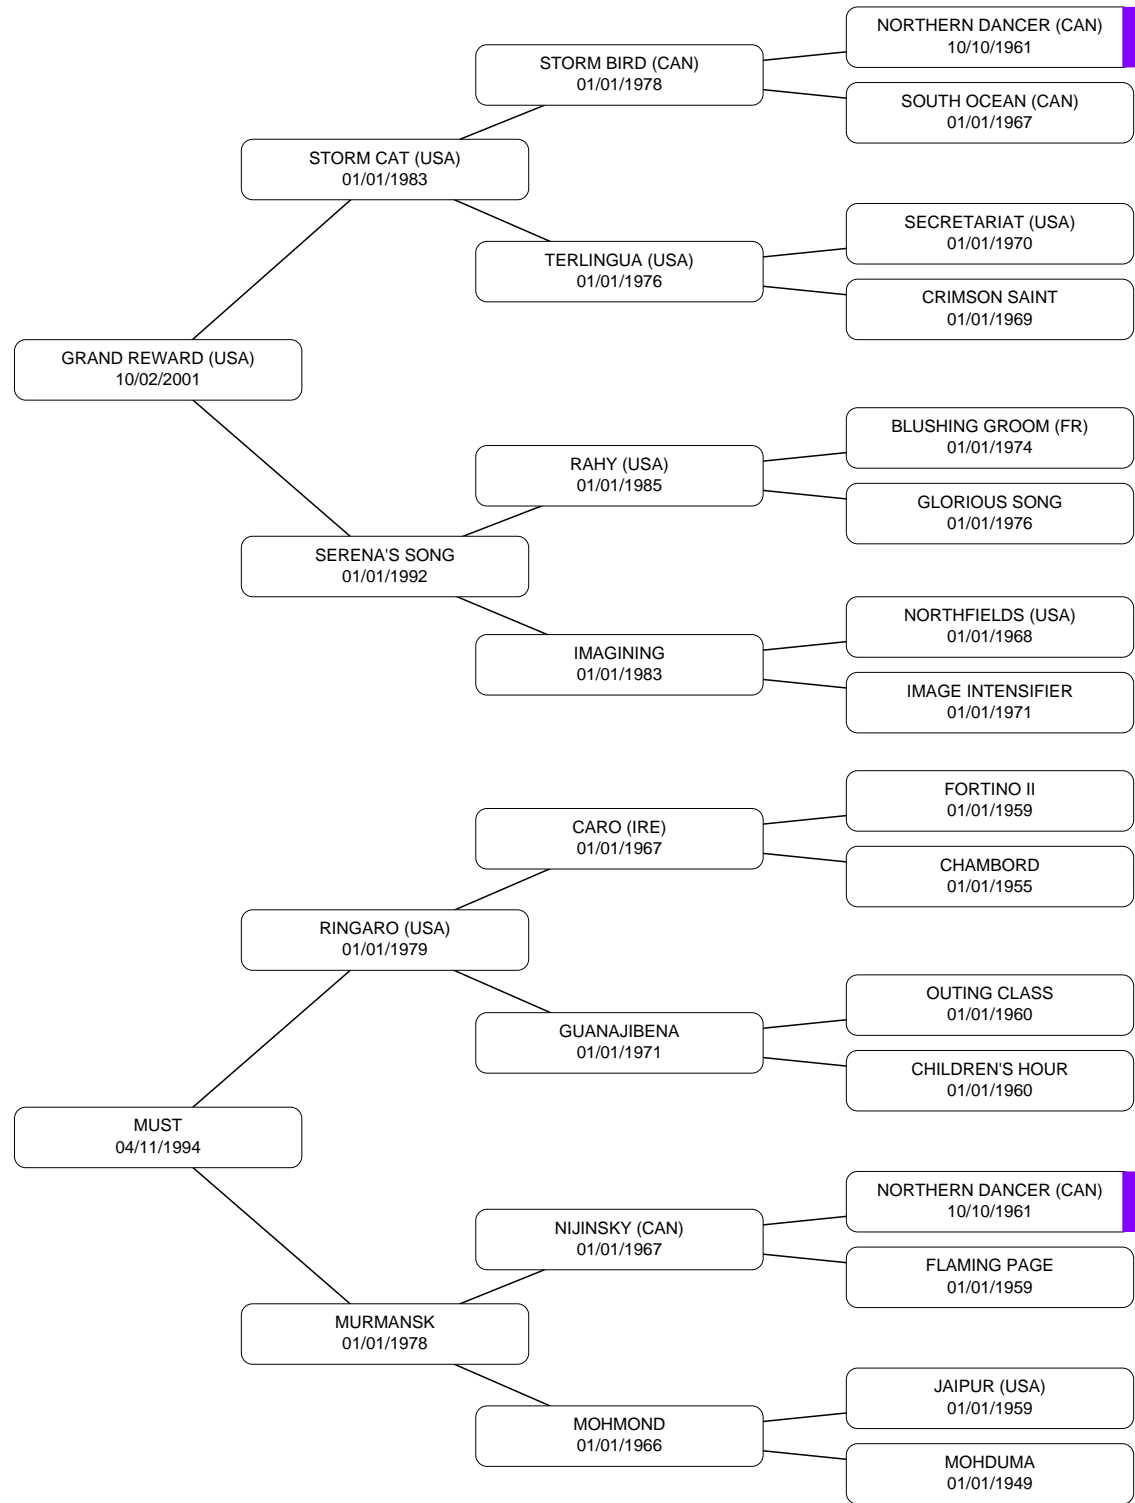 NORTHERN DANCER (CAN)
10/10/1961
STORM BIRD (CAN)
01/01/1978
SOUTH OCEAN (CAN)
01/01/1967
STORM CAT (USA)
01/01/1983
SECRETARIAT (USA)
01/01/1970
TERLINGUA (USA)
01/01/1976
CRIMSON SAINT
01/01/1969
GRAND REWARD (USA)
10/02/2001
BLUSHING GROOM (FR)
01/01/1974
RAHY (USA)
01/01/1985
GLORIOUS SONG
01/01/1976
SERENA'S SONG
01/01/1992
NORTHFIELDS (USA)
01/01/1968
IMAGINING
01/01/1983
IMAGE INTENSIFIER
01/01/1971
FORTINO II
01/01/1959
CARO (IRE)
01/01/1967
CHAMBORD
01/01/1955
RINGARO (USA)
01/01/1979
OUTING CLASS
01/01/1960
GUANAJIBENA
01/01/1971
CHILDREN'S HOUR
01/01/1960
MUST
04/11/1994
NORTHERN DANCER (CAN)
10/10/1961
NIJINSKY (CAN)
01/01/1967
FLAMING PAGE
01/01/1959
MURMANSK
01/01/1978
JAIPUR (USA)
01/01/1959
MOHMOND
01/01/1966
MOHDUMA
01/01/1949